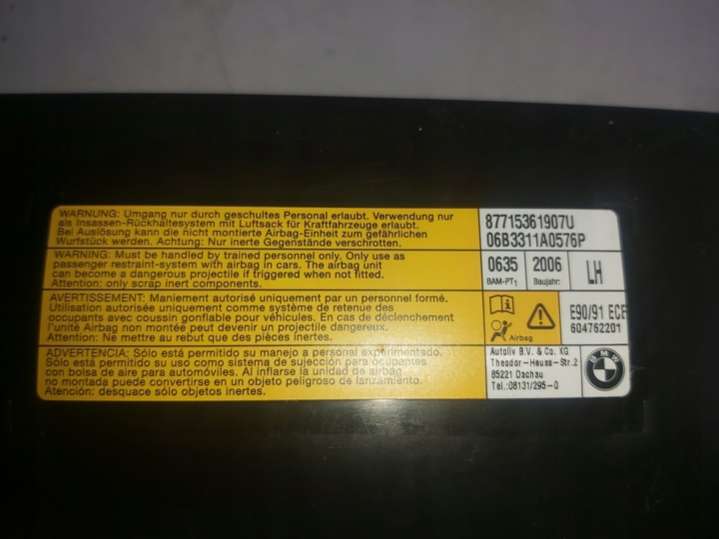 WARNUNG: Umgang nur durch geschultes Personal erlaubt. Verwendung nur
als Insassen-Rückhaltesystem mit Luftsack für Kraftfahrzeuge erlaubt.
Bei Auslösung kann die nicht montierte Airbag-Einheit zum gefährlichen
Wurfstück werden. Achtung: Nur inerte Gegenstände verschrotten.
WARNING: Must be handled by trained personnel only. Only use as
passenger restraint-system with airbag in cars. The airbag unit
can become a dangerous projectile if triggered when not fitted.
Attention: only scrap inert components.
AVERTISSEMENT: Maniement autorisé uniquement par un personnel formé.
Utilisation autorisée uniquement comme système de retenue des
occupants avec coussin gonflable pour véhicules. En cas de déclenchement
l'unité Airbag non montée peut devenir un projectile dangereux.
Attention: Ne mettre au rebut que des pièces inertes.
ADVERTENCIA: Sólo está permitido su manejo a personal experimentado.
Sólo está permitido su uso como sistema de sujeción para ocupantes
con bolsa de aire para automóviles. Al inflarse la unidad de airbag
no montada puede convertirse en un objeto peligroso de lanzamiento.
Atención: desguace sólo objetos inertes.
87715361907U
06B3311A0576P
0635 2006 LH
BAM-PT1 Baujahr:
Airbag
E90/91 ECE
604762201
Autoliv B.V. & Co. KG
Theodor-Heuss-Str.2
85221 Dachau
Tel.:08131/295-0
BMW